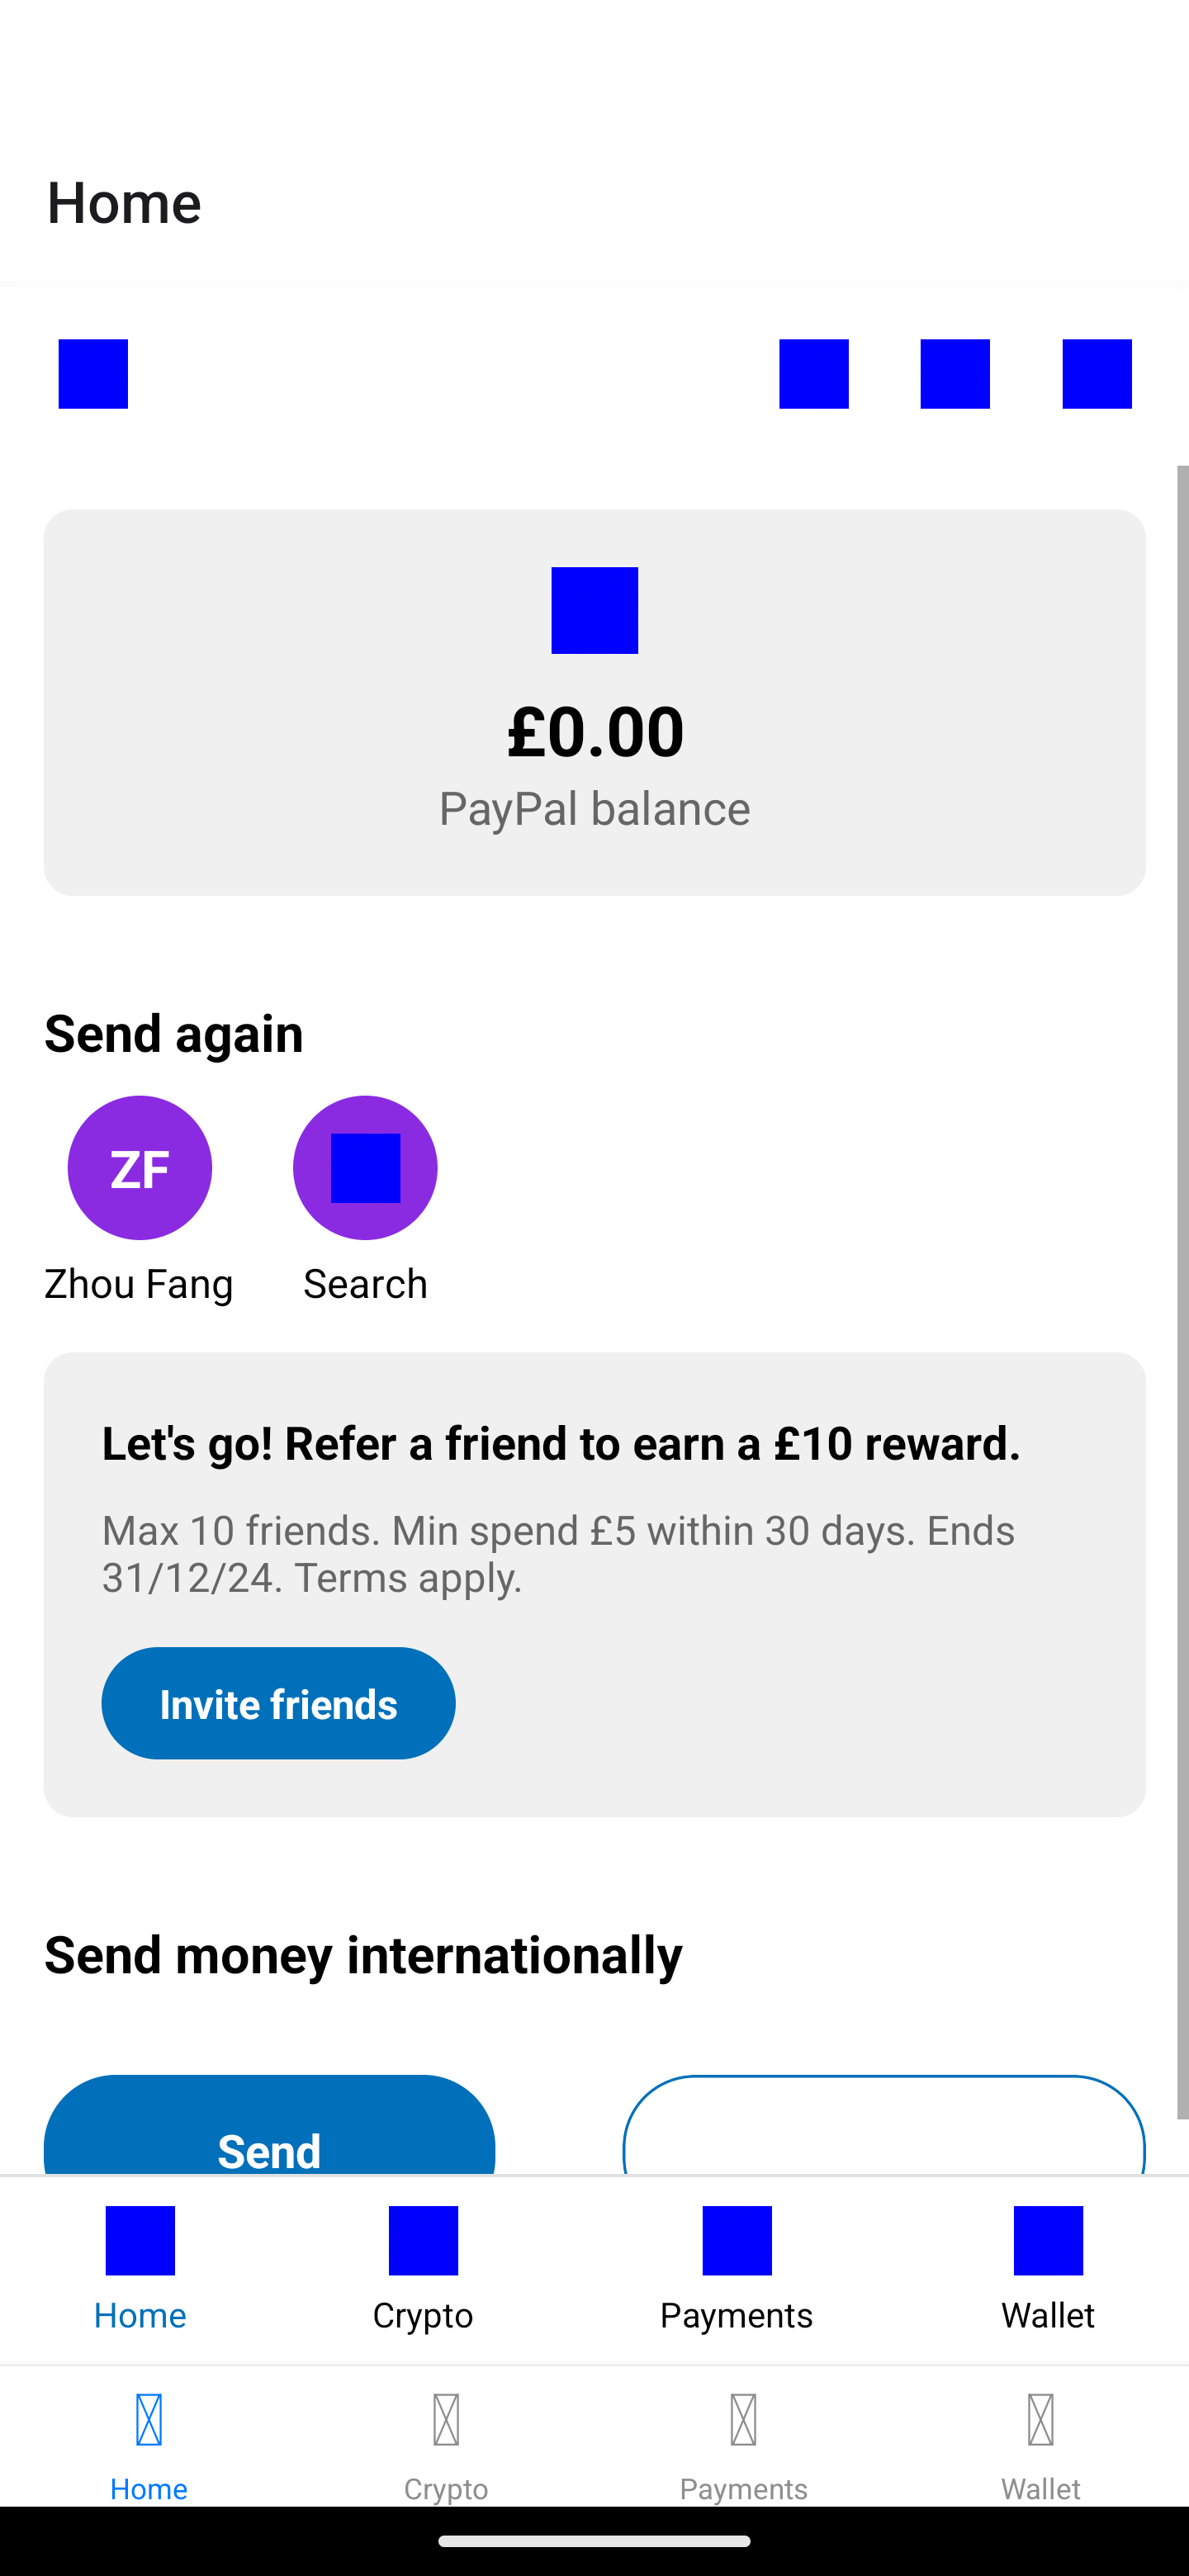 Home
£0.00
PayPal balance
Send again
ZF
Zhou Fang
Search
Let's go! Refer a friend to earn a £10 reward.
Max 10 friends. Min spend £5 within 30 days. Ends
31/12/24. Terms apply.
Invite friends
Send money internationally
Send
Home
Crypto
Payments
Wallet
Home
Crypto
Payments
Wallet